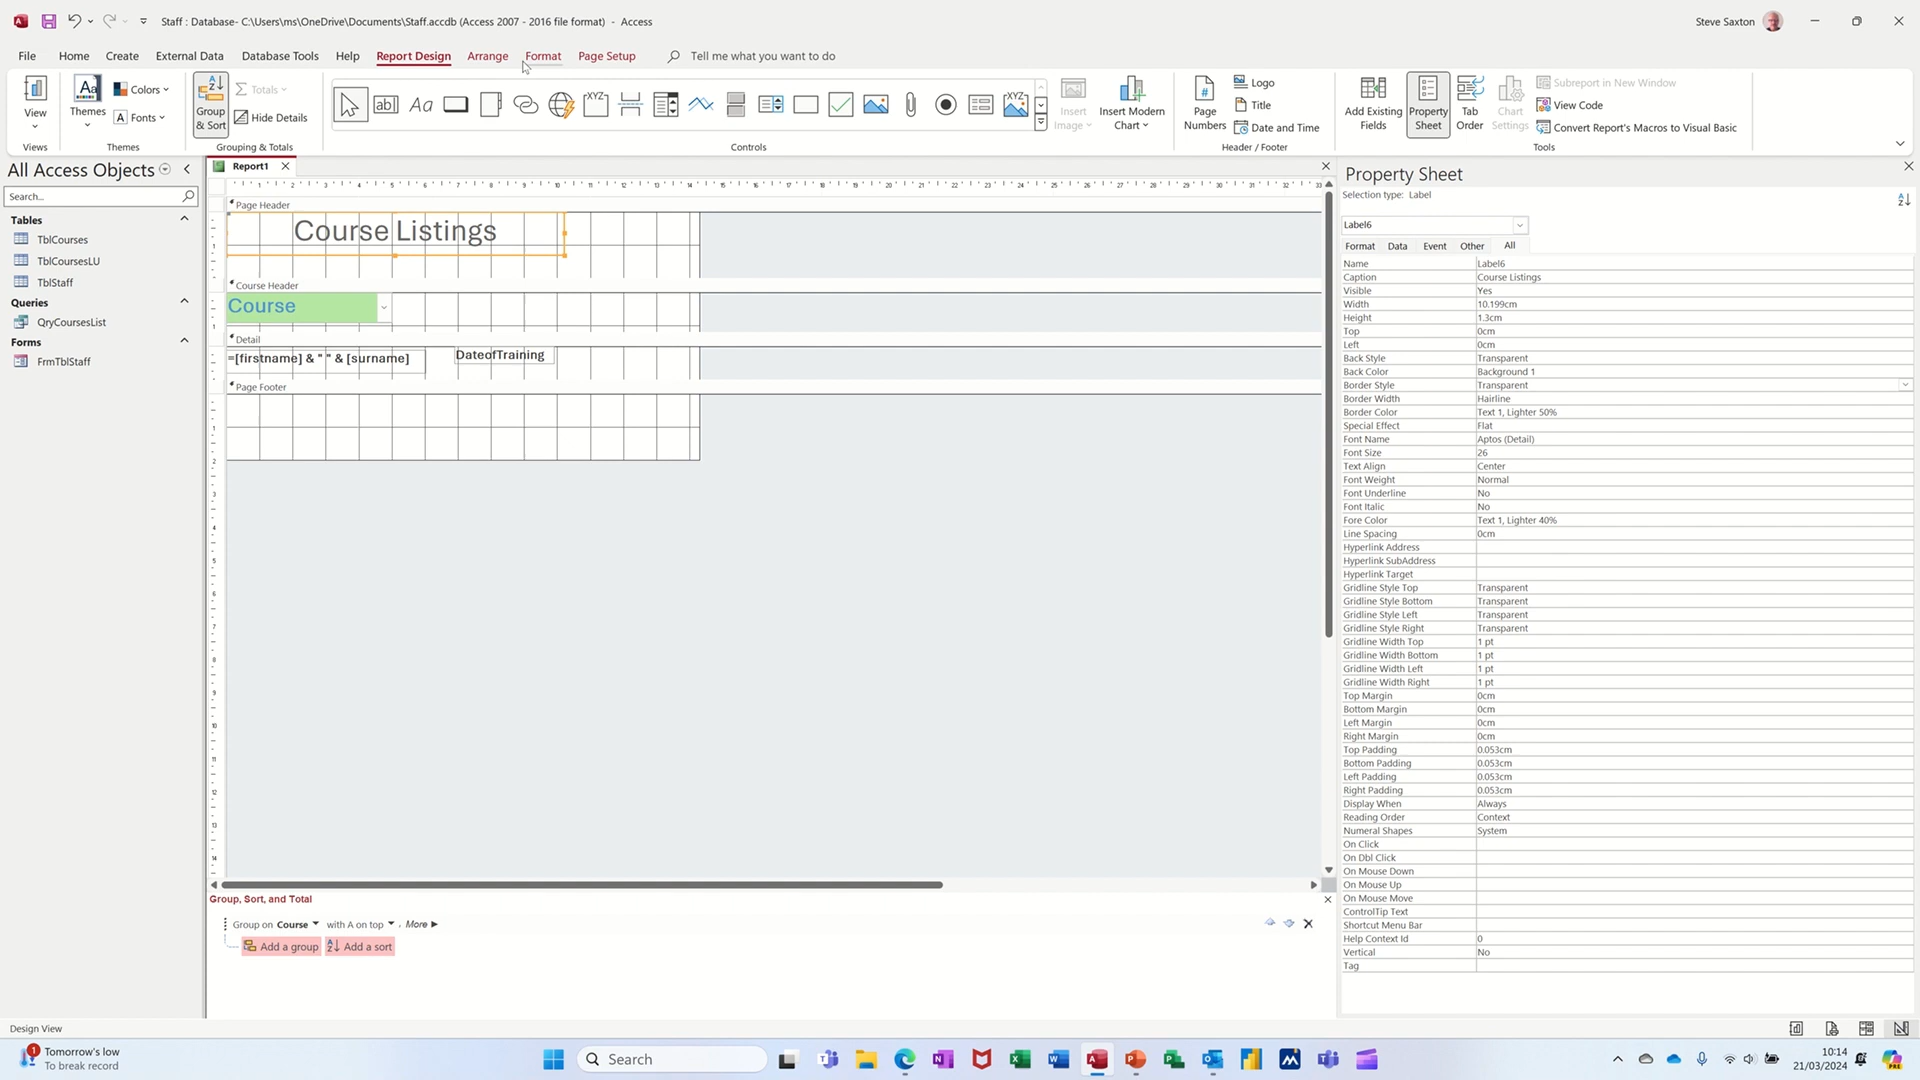 Staff : Database- C:\Users\ms\OneDrive\Documents\Staff.accdb (Access 2007 - 2016 file format)  -  Access
Steve Saxton
File Home Create External Data Database Tools Help Report Design Arrange Format Page Setup Tell me what you want to do
View
Views
Aa
Themes
Colors
A Fonts
Themes
Group & Sort
Totals
Hide Details
Grouping & Totals
ab| Aa XYZ XYZ
Controls
Insert Image
Insert Modern Chart
Page Numbers
Logo
Title
Date and Time
Header / Footer
Add Existing Fields
Property Sheet
Tab Order
Chart Settings
Subreport in New Window
View Code
Convert Report's Macros to Visual Basic
Tools
All Access Objects
Search...
Tables
TblCourses
TblCoursesLU
TblStaff
Queries
QryCoursesList
Forms
FrmTblStaff
Report1
Page Header
Course Listings
Course Header
Course
Detail
=[firstname] & " " & [surname] DateofTraining
Page Footer
Group, Sort, and Total
Group on Course with A on top , More
Add a group Add a sort
Property Sheet
Selection type: Label
Label6
Format Data Event Other All
Name Label6
Caption Course Listings
Visible Yes
Width 10.199cm
Height 1.3cm
Top 0cm
Left 0cm
Back Style Transparent
Back Color Background 1
Border Style Transparent
Border Width Hairline
Border Color Text 1, Lighter 50%
Special Effect Flat
Font Name Aptos (Detail)
Font Size 26
Text Align Center
Font Weight Normal
Font Underline No
Font Italic No
Fore Color Text 1, Lighter 40%
Line Spacing 0cm
Hyperlink Address
Hyperlink SubAddress
Hyperlink Target
Gridline Style Top Transparent
Gridline Style Bottom Transparent
Gridline Style Left Transparent
Gridline Style Right Transparent
Gridline Width Top 1 pt
Gridline Width Bottom 1 pt
Gridline Width Left 1 pt
Gridline Width Right 1 pt
Top Margin 0cm
Bottom Margin 0cm
Left Margin 0cm
Right Margin 0cm
Top Padding 0.053cm
Bottom Padding 0.053cm
Left Padding 0.053cm
Right Padding 0.053cm
Display When Always
Reading Order Context
Numeral Shapes System
On Click
On Dbl Click
On Mouse Down
On Mouse Up
On Mouse Move
ControlTip Text
Shortcut Menu Bar
Help Context Id 0
Vertical No
Tag
Design View
1 Tomorrow's low
To break record
Search
10:14
21/03/2024